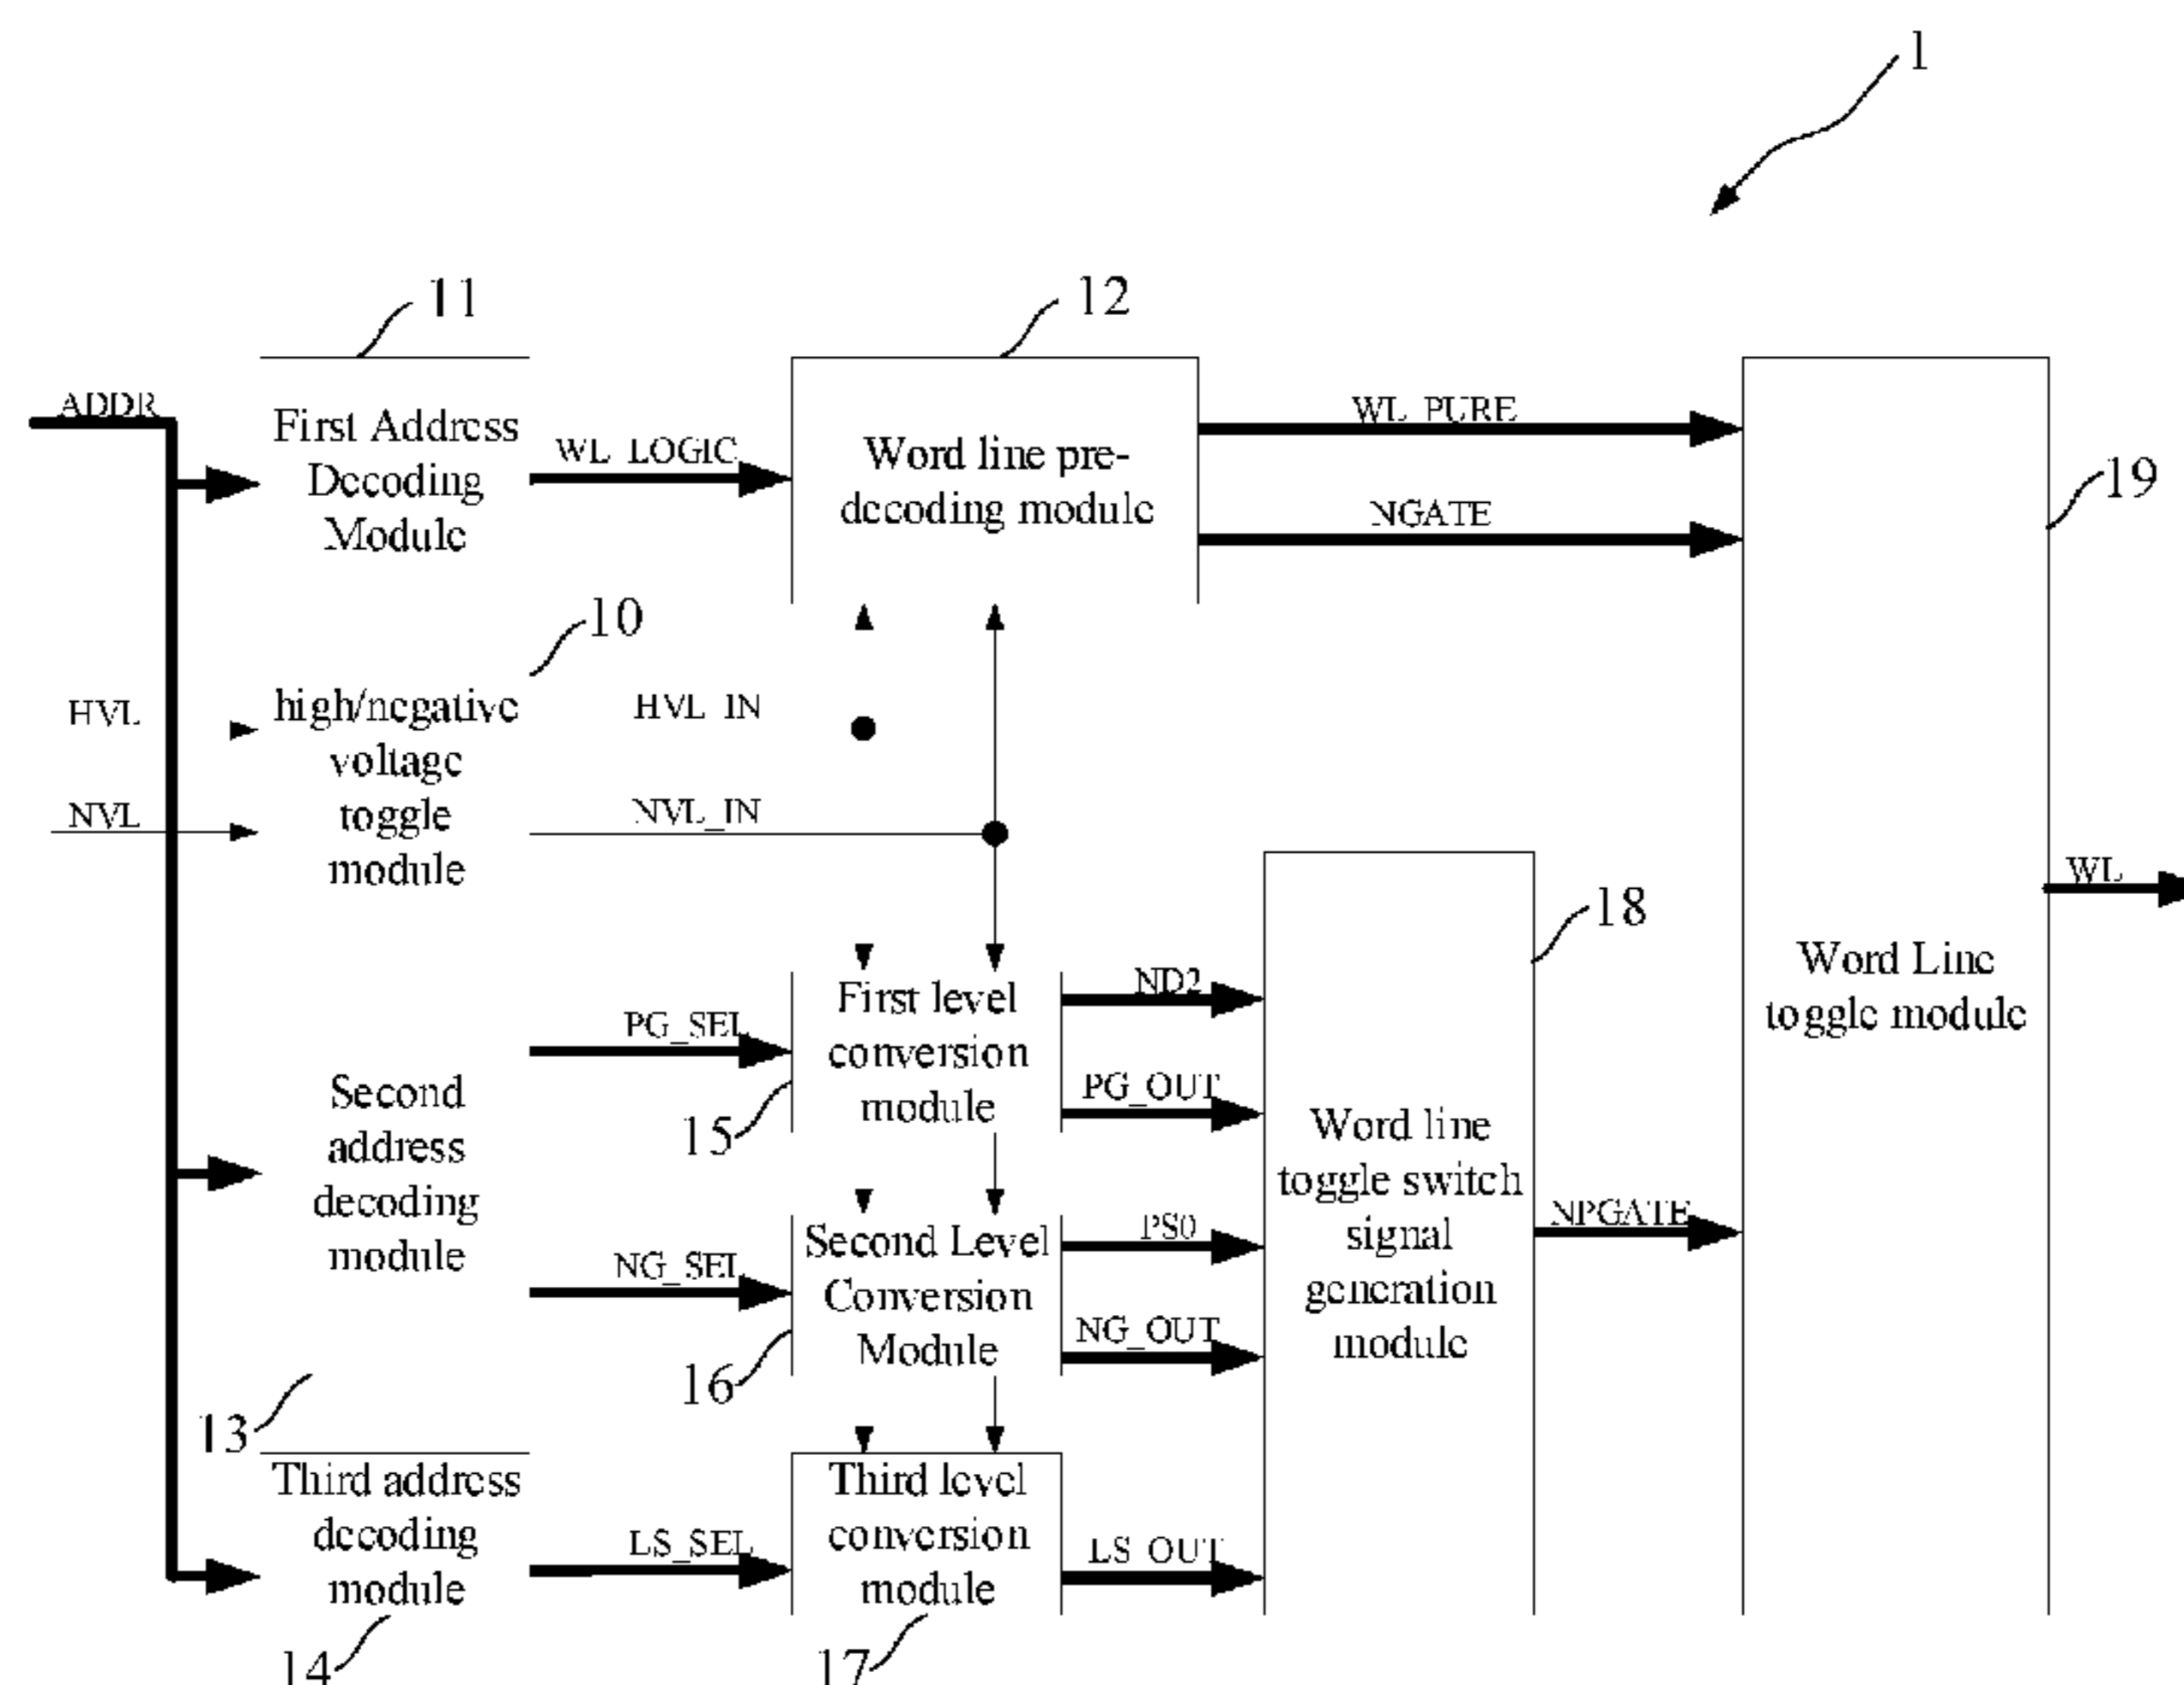 1
11
12
ADDR
First Address
Decoding
Module
WL_LOGIC
Word line pre-
decoding module
WL_PURE
NGATE
19
10
HVL
high/negative
voltage
toggle
module
HVL_IN
NVL
NVL_IN
WL
18
Word Line
toggle module
PG_SEL
First level
conversion
module
15
ND2
PG_OUT
Second
address
decoding
module
13
NG_SEL
Second Level
Conversion
Module
16
PS0
NG_OUT
Word line
toggle switch
signal
generation
module
NPGATE
Third address
decoding
module
14
LS_SEL
Third level
conversion
module
17
LS_OUT